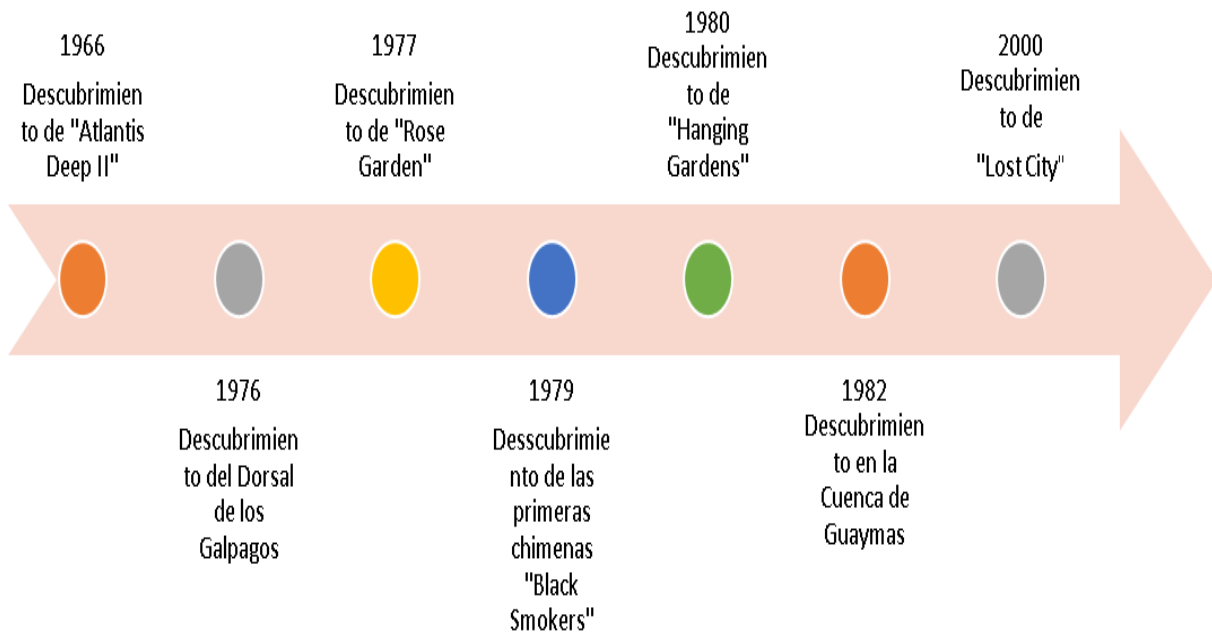 1966
Descubrimien
to de "Atlantis
Deep II"
1976
Descubrimien
to del Dorsal
de los
Galpagos
1977
Descubrimien
to de "Rose
Garden"
1979
Desscubrimie
nto de las
primeras
chimenas
"Black
Smokers"
1980
Descubrimien
to de
"Hanging
Gardens"
1982
Descubrimien
to en la
Cuenca de
Guaymas
2000
Descubrimien
to de
"Lost City"